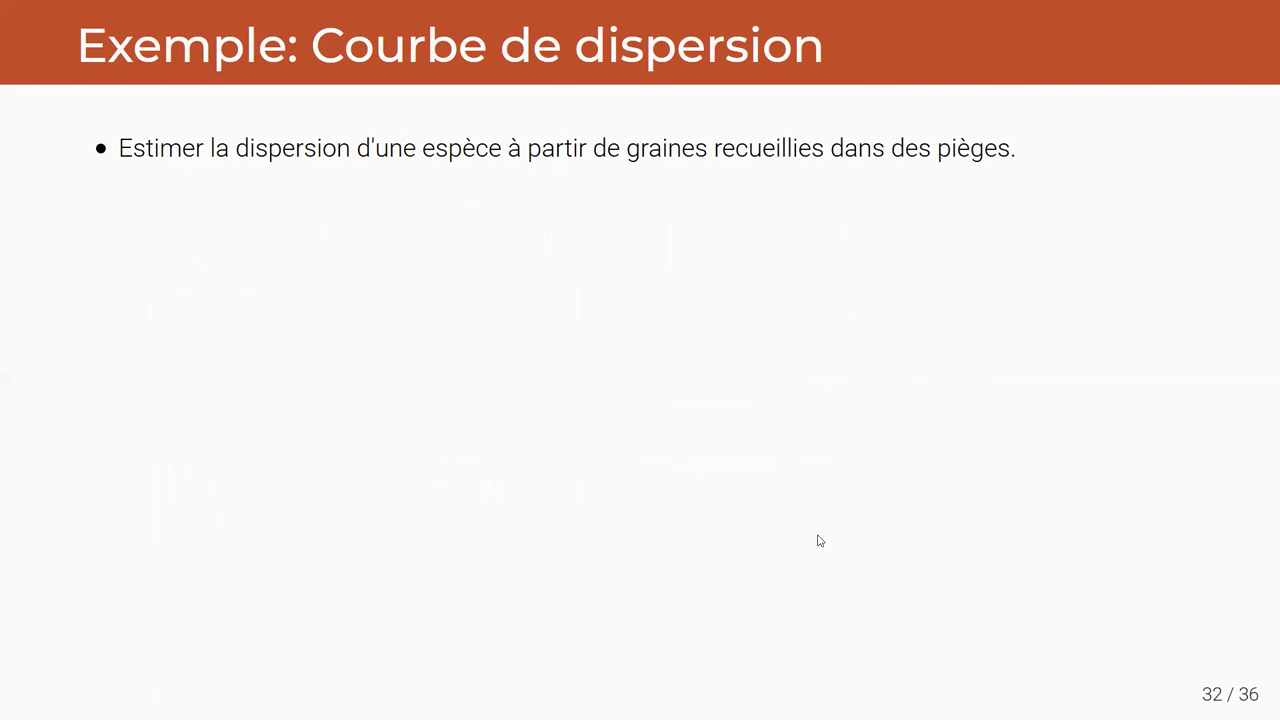 Exemple: Courbe de dispersion
• Estimer la dispersion d'une espèce à partir de graines recueillies dans des pièges.
32 / 36